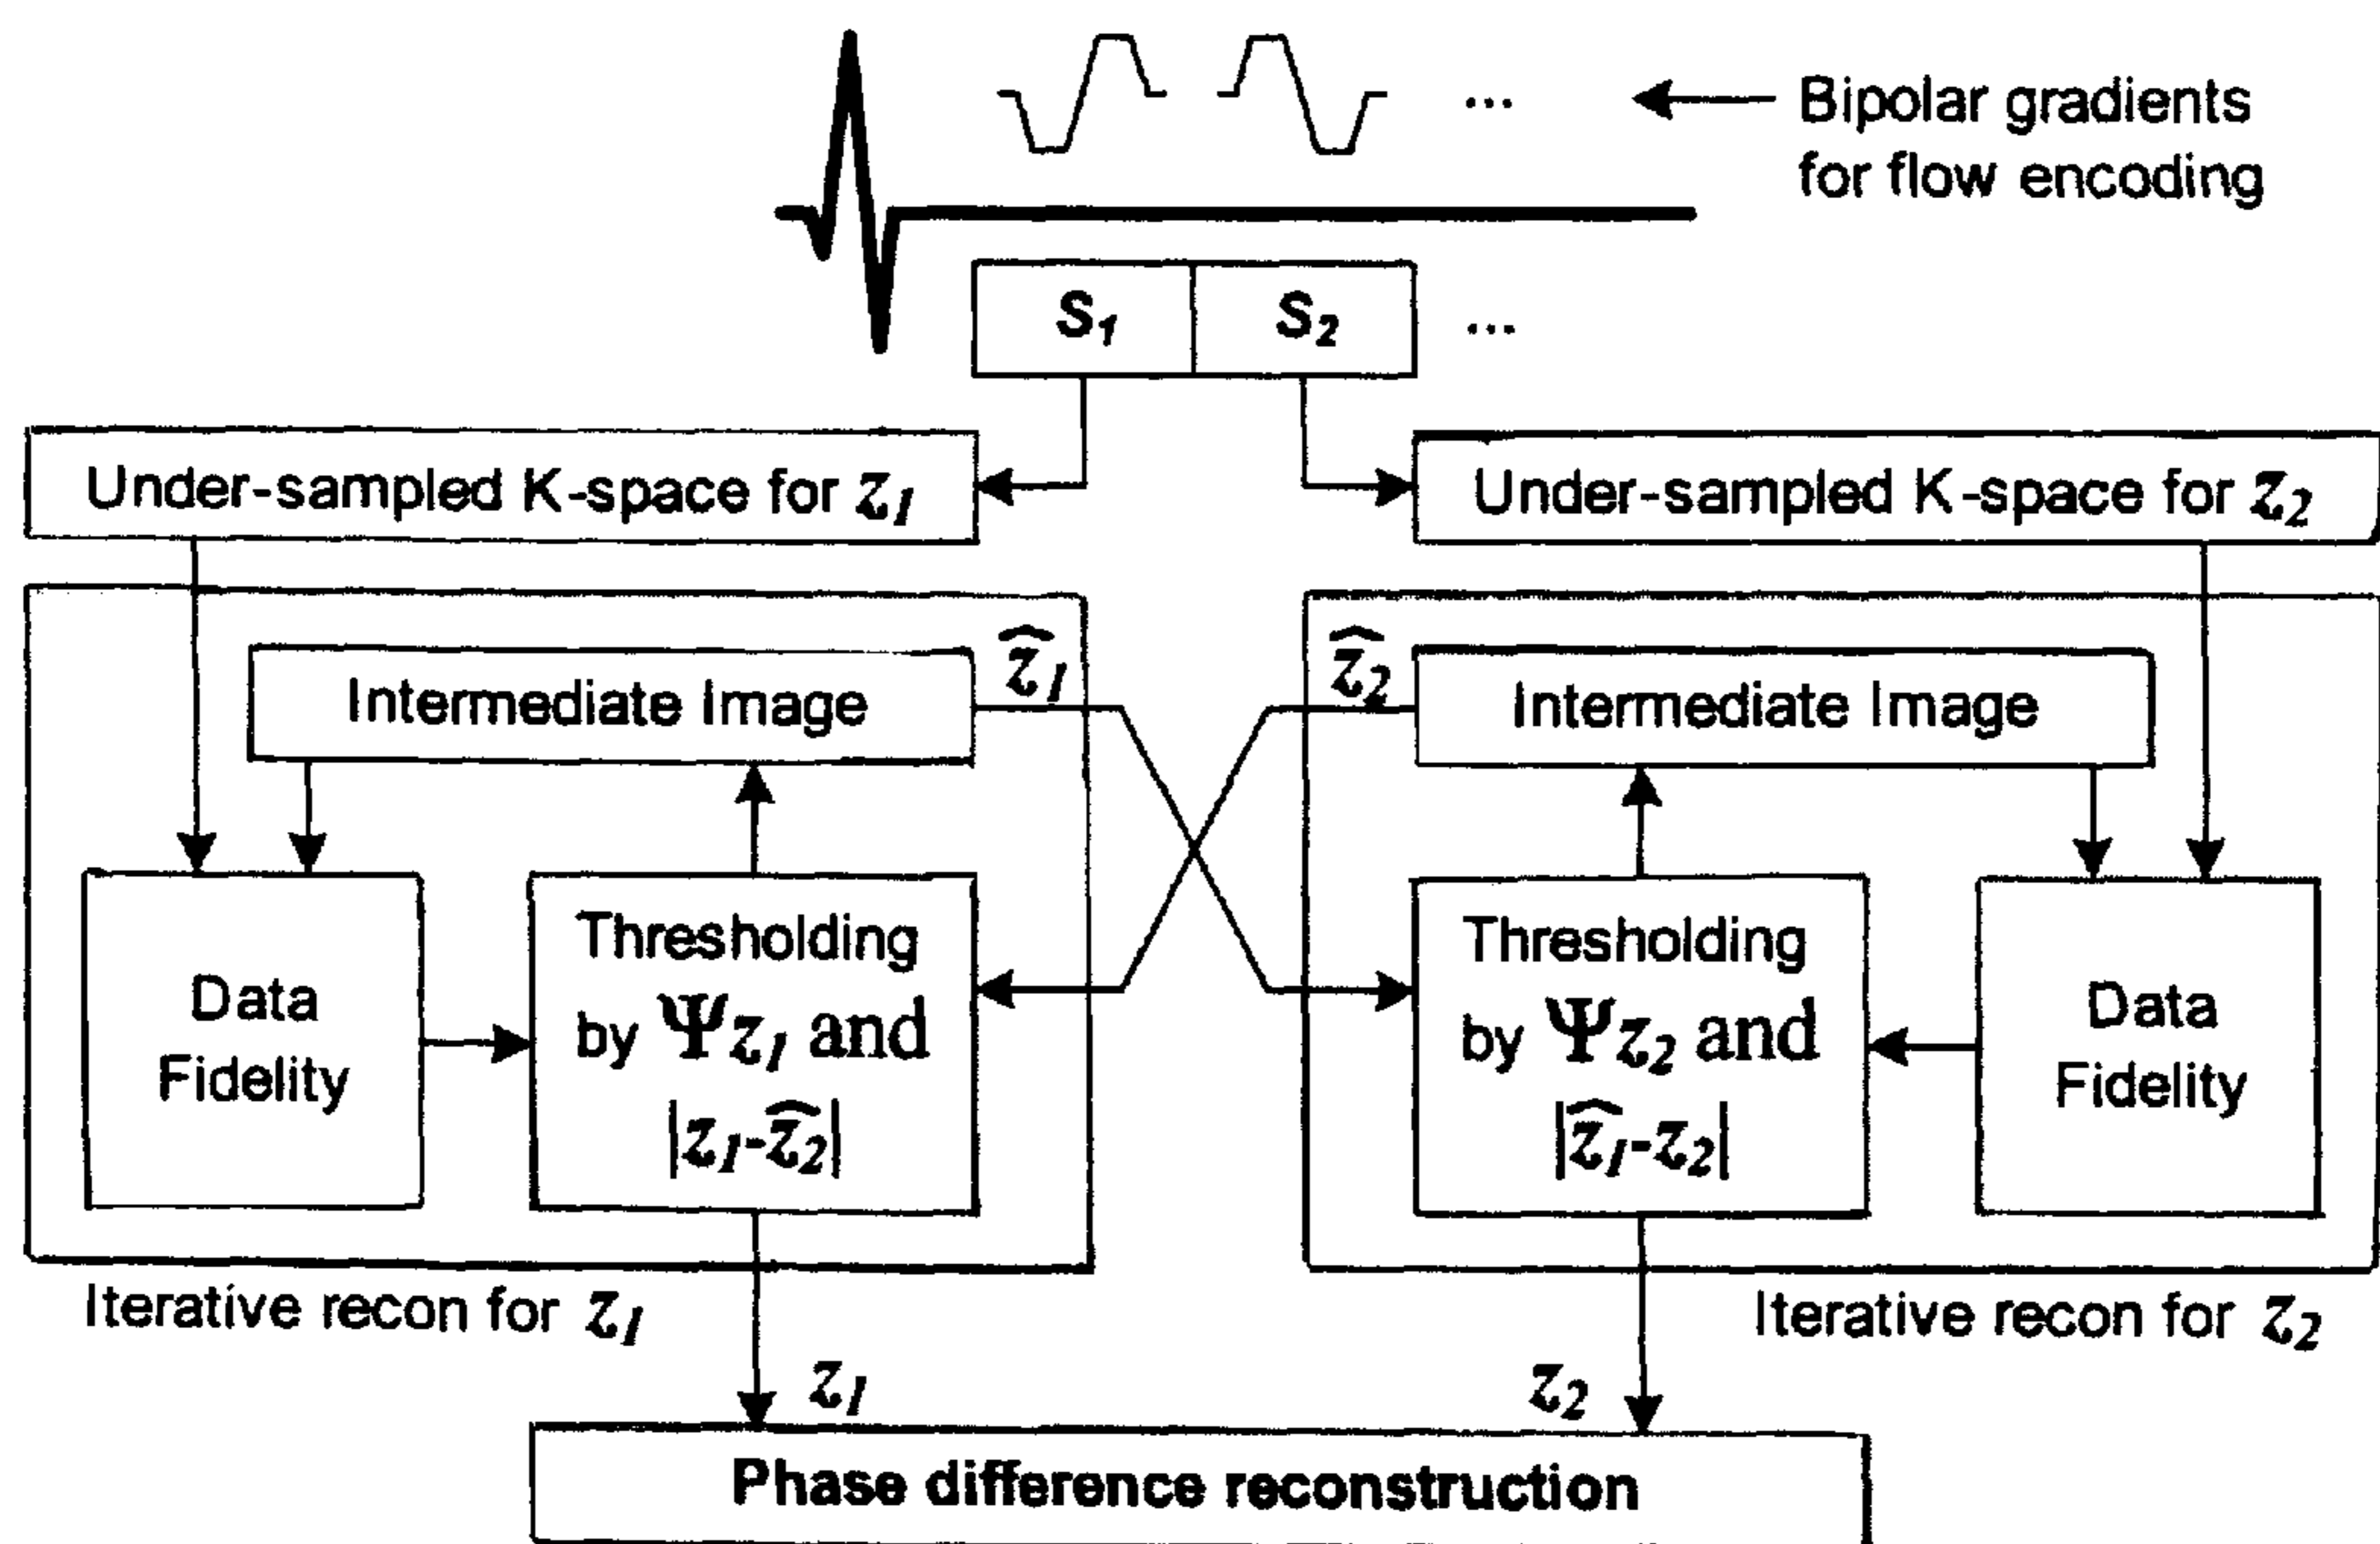 Bipolar gradients
for flow encoding
...
S₁ S₂ ...
Under-sampled K-space for z₁
Under-sampled K-space for z₂
ẑ₁
ẑ₂
Intermediate Image
Intermediate Image
Data
Fidelity
Thresholding
by Ψz₁ and
|z₁-ẑ₂|
Thresholding
by Ψz₂ and
|ẑ₁-z₂|
Data
Fidelity
Iterative recon for z₁
Iterative recon for z₂
z₁
z₂
Phase difference reconstruction